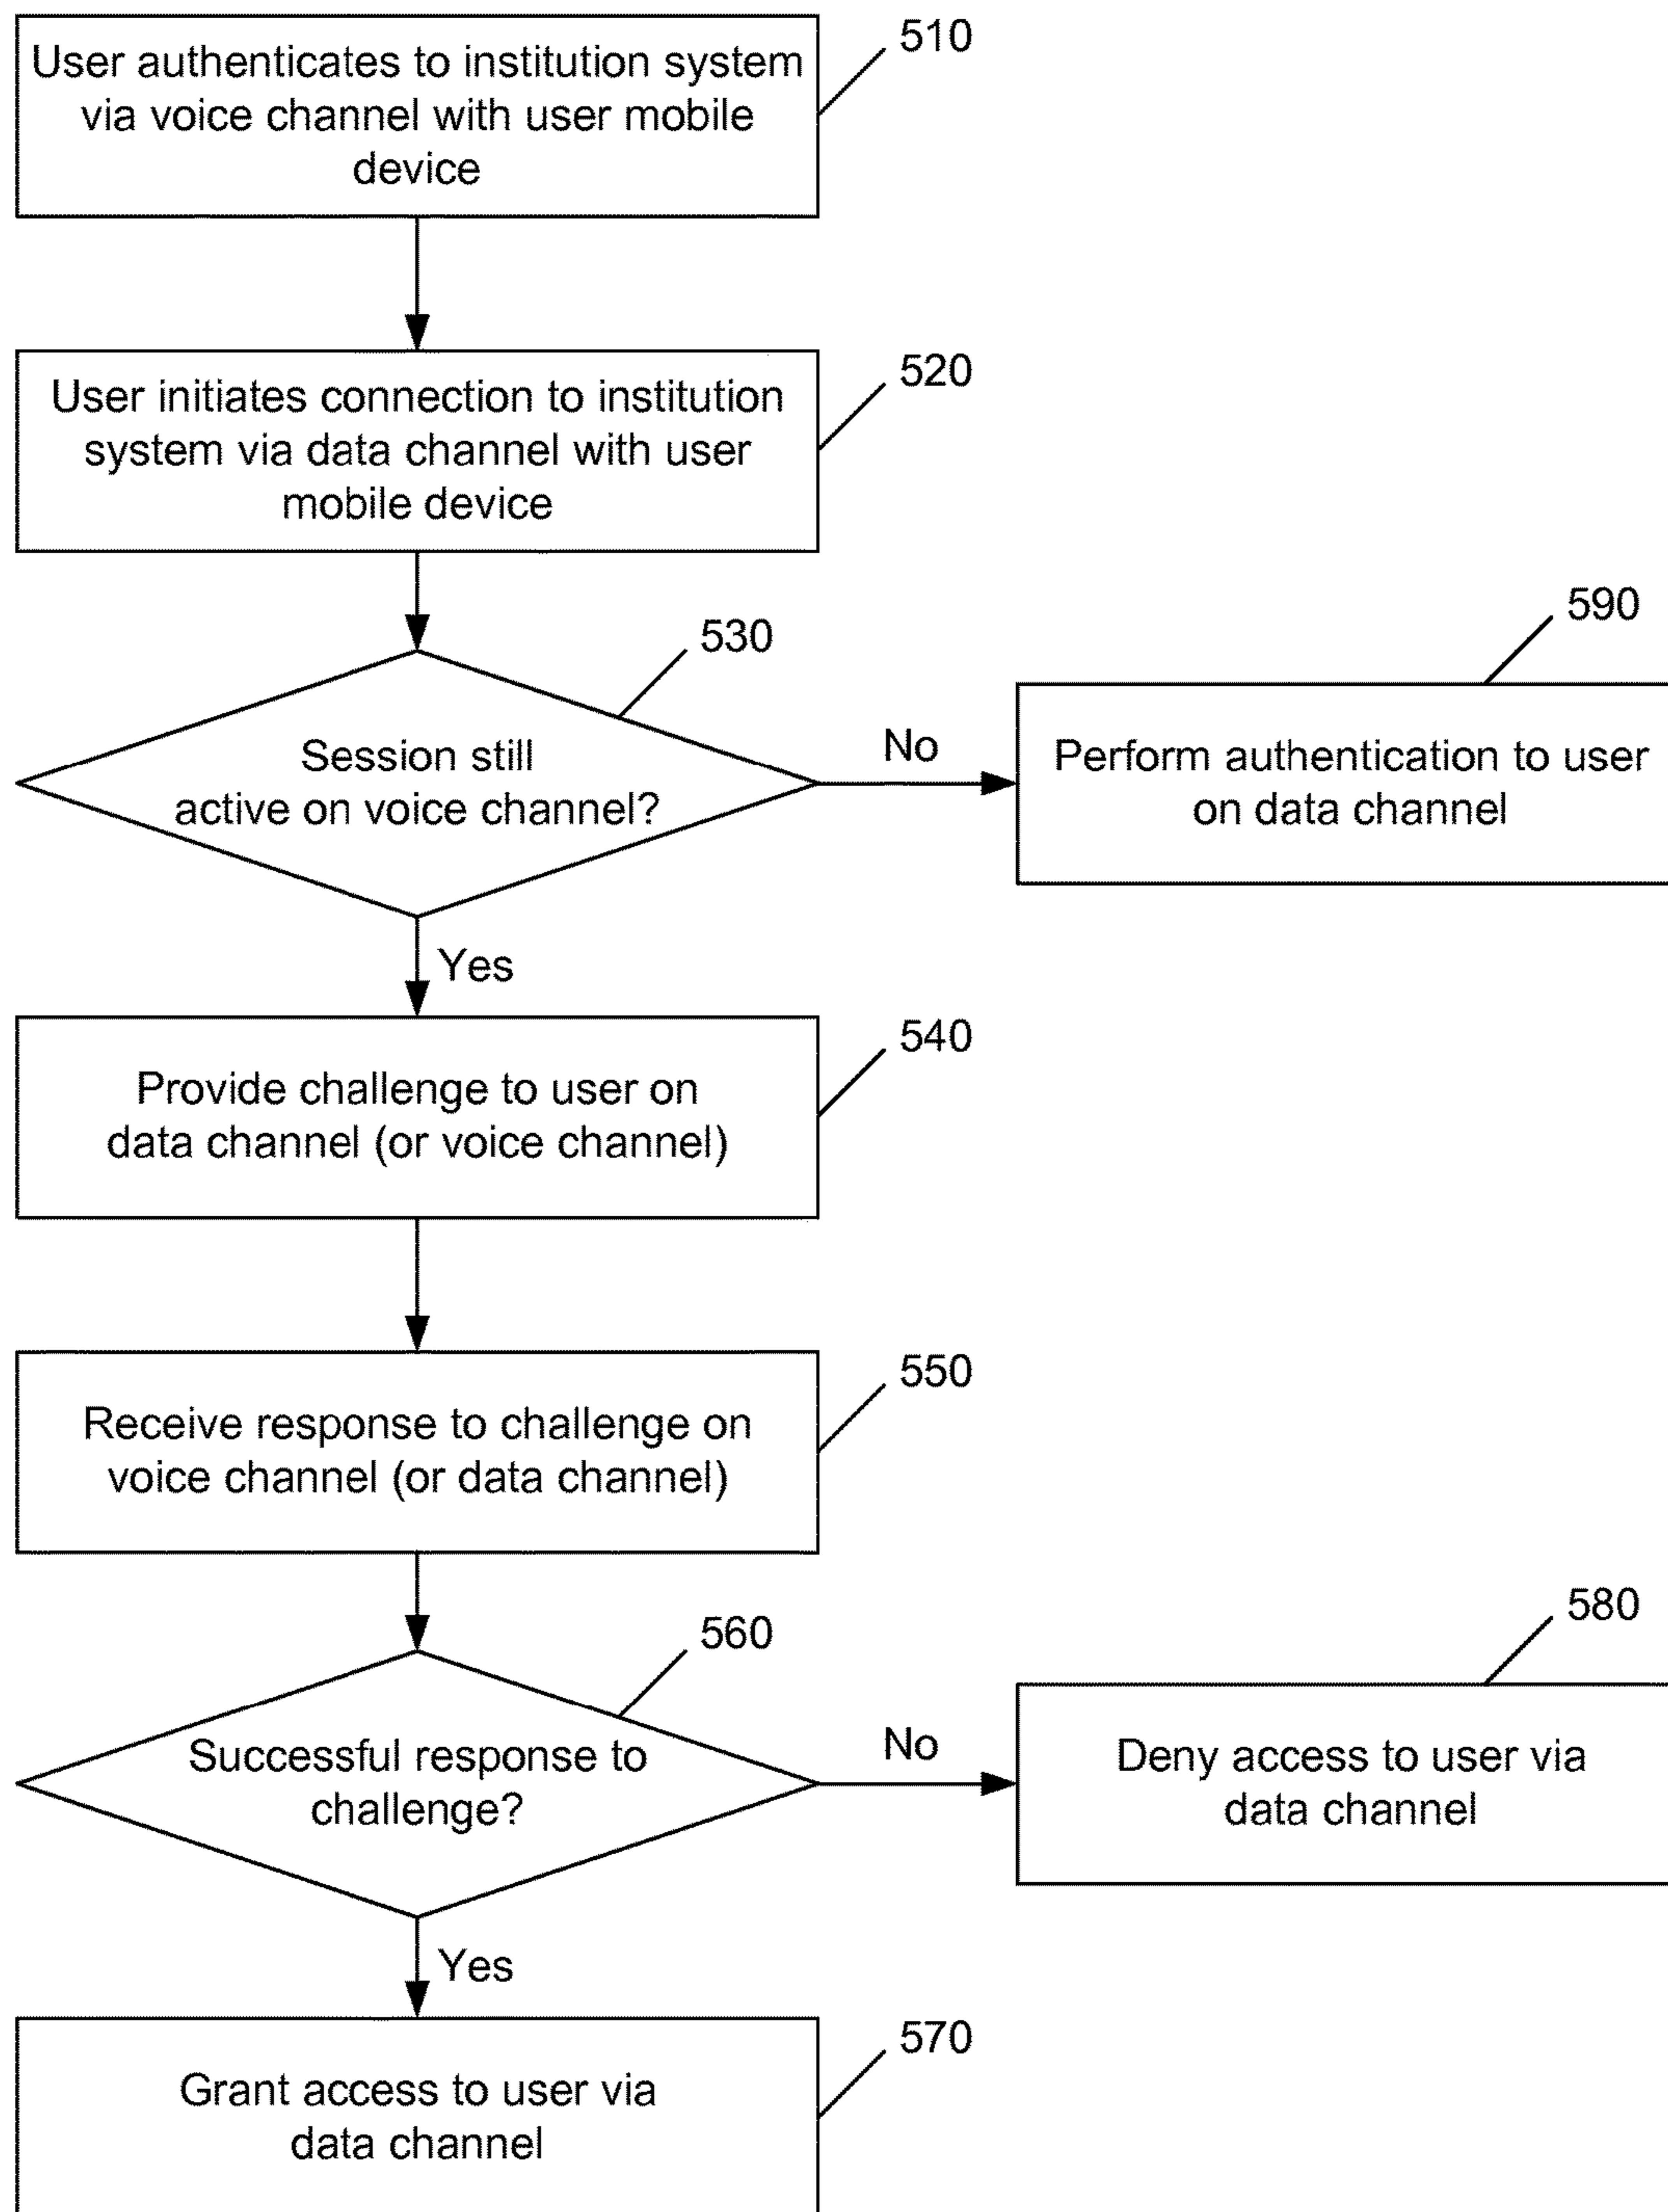 User authenticates to institution system
via voice channel with user mobile
device
510
User initiates connection to institution
system via data channel with user
mobile device
520
Session still
active on voice channel?
530
No
Perform authentication to user
on data channel
590
Yes
Provide challenge to user on
data channel (or voice channel)
540
Receive response to challenge on
voice channel (or data channel)
550
Successful response to
challenge?
560
No
Deny access to user via
data channel
580
Yes
Grant access to user via
data channel
570